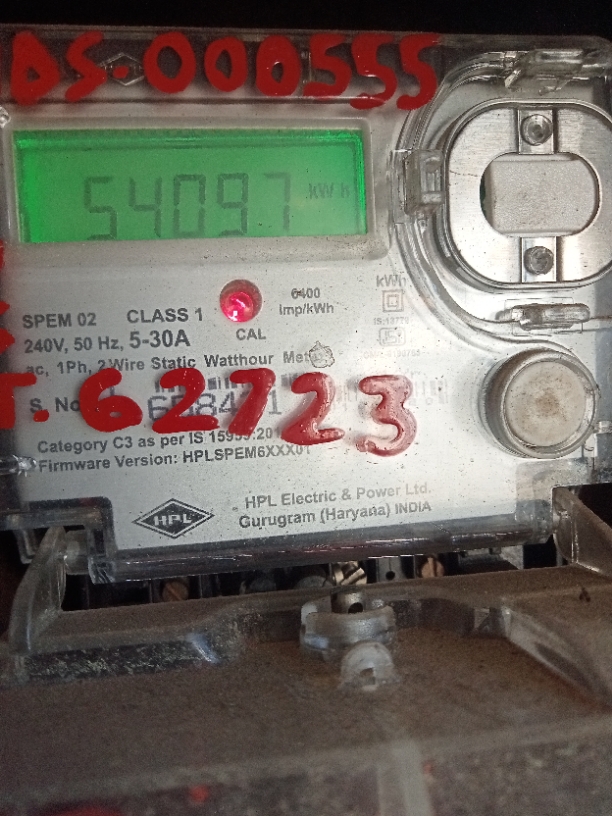 DS.000555
54097 kWh
6400
Imp/kWh
kWh
SPEM 02 CLASS 1
CAL
240V, 50 Hz, 5-30A
ac, 1Ph, 2 Wire Static Watthour
T. 62723
S. No
Category C3 as per IS
Firmware Version:
HPL
HPL Electric & Power Ltd.
Gurugram (Haryana) INDIA